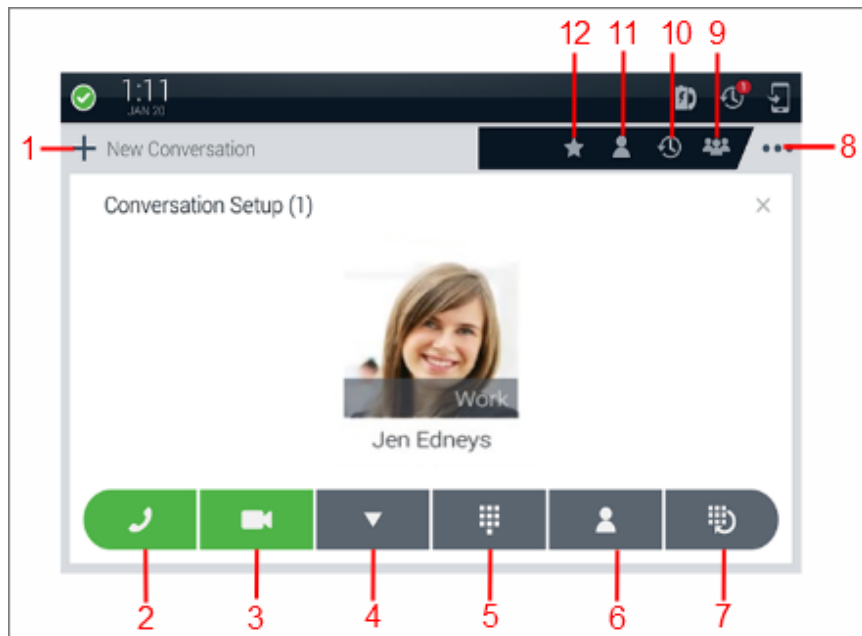 12 11 10 9
1:11
JAN 20
1
1 New Conversation 8
Conversation Setup (1)
Work
Jen Edneys
2 3 4 5 6 7